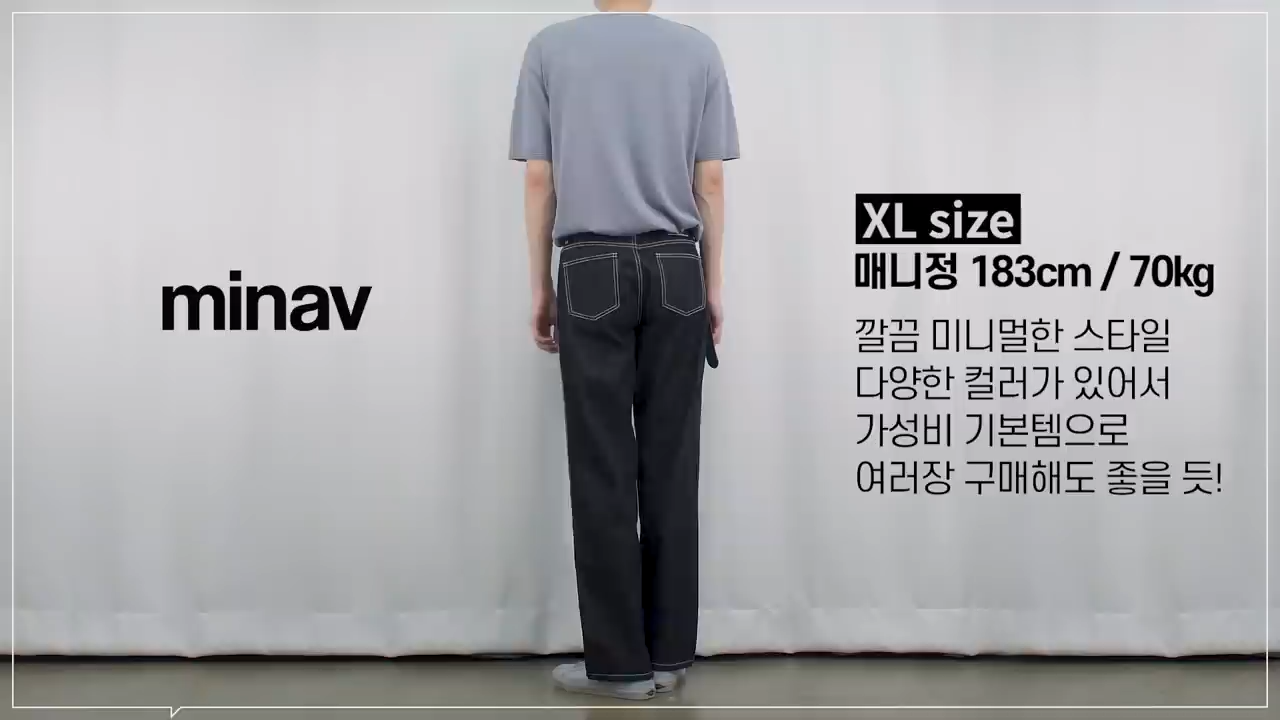 minav
XL size
매니정 183cm / 70kg
깔끔 미니멀한 스타일
다양한 컬러가 있어서
가성비 기본템으로
여러장 구매해도 좋을 듯!